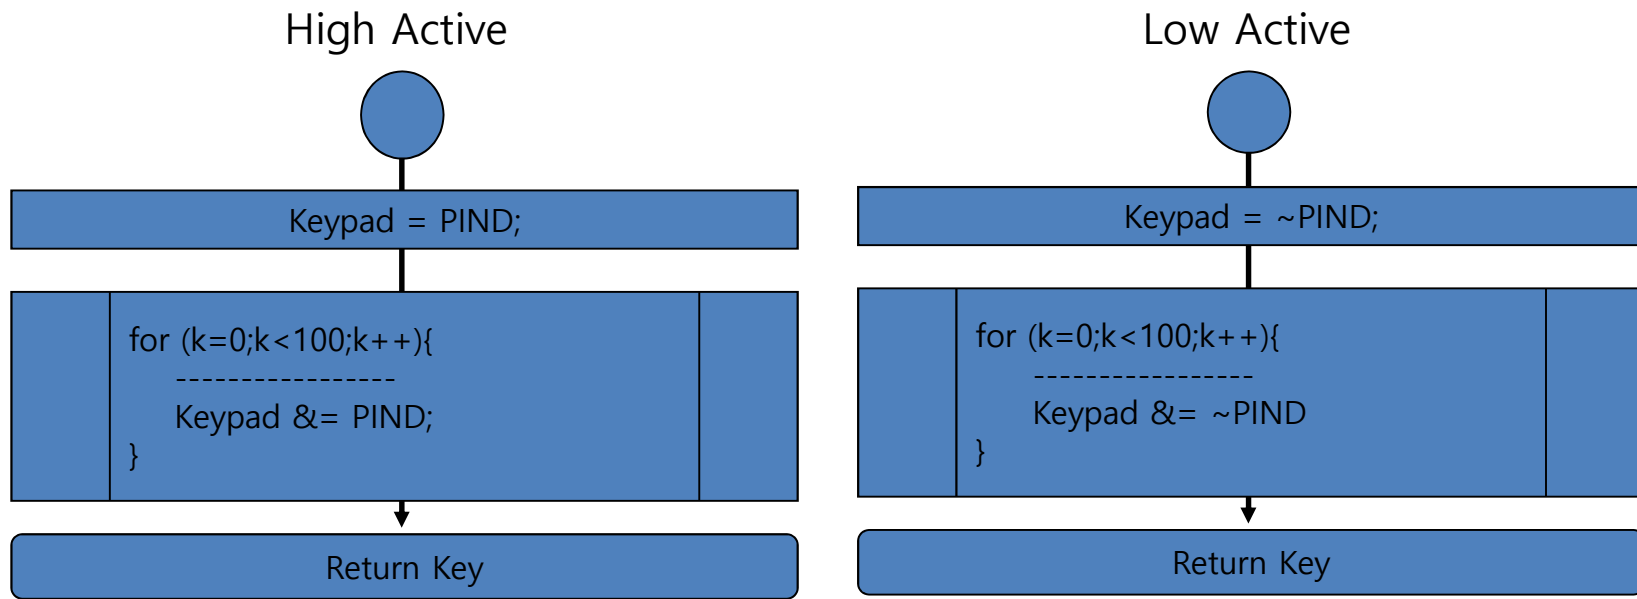 High Active
Keypad = PIND;
for (k=0;k<100;k++){
-----------------
Keypad &= PIND;
}
Return Key
Low Active
Keypad = ~PIND;
for (k=0;k<100;k++){
-----------------
Keypad &= ~PIND
}
Return Key